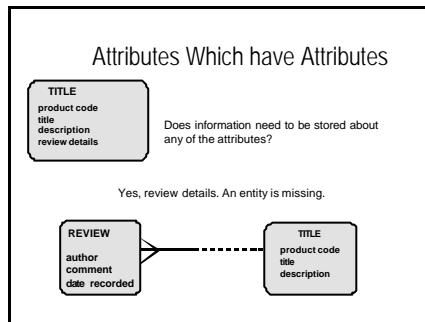 Attributes Which have Attributes
TITLE
product code
title
description
review details
Does information need to be stored about
any of the attributes?
Yes, review details. An entity is missing.
REVIEW
author
comment
date recorded
TITLE
product code
title
description